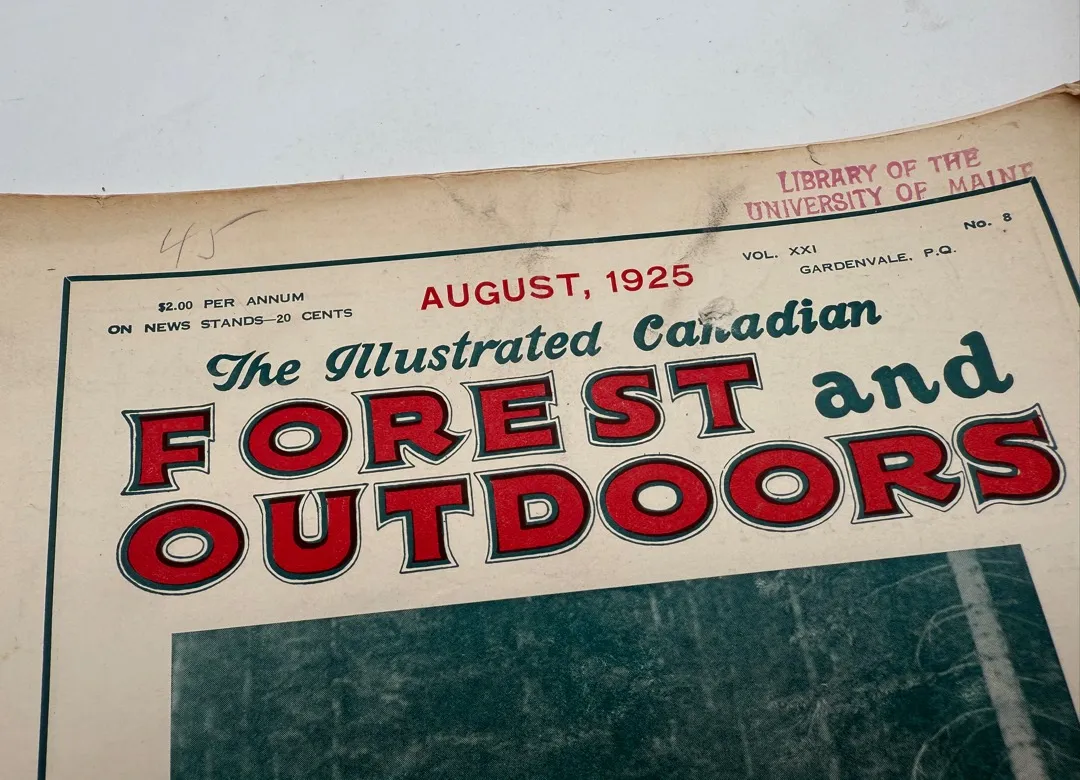 LIBRARY OF THE
UNIVERSITY OF MAINE
45
No. 8
VOL. XXI
GARDENVALE, P.Q.
$2.00 PER ANNUM
ON NEWS STANDS—20 CENTS
AUGUST, 1925
The Illustrated Canadian
FOREST and
OUTDOORS